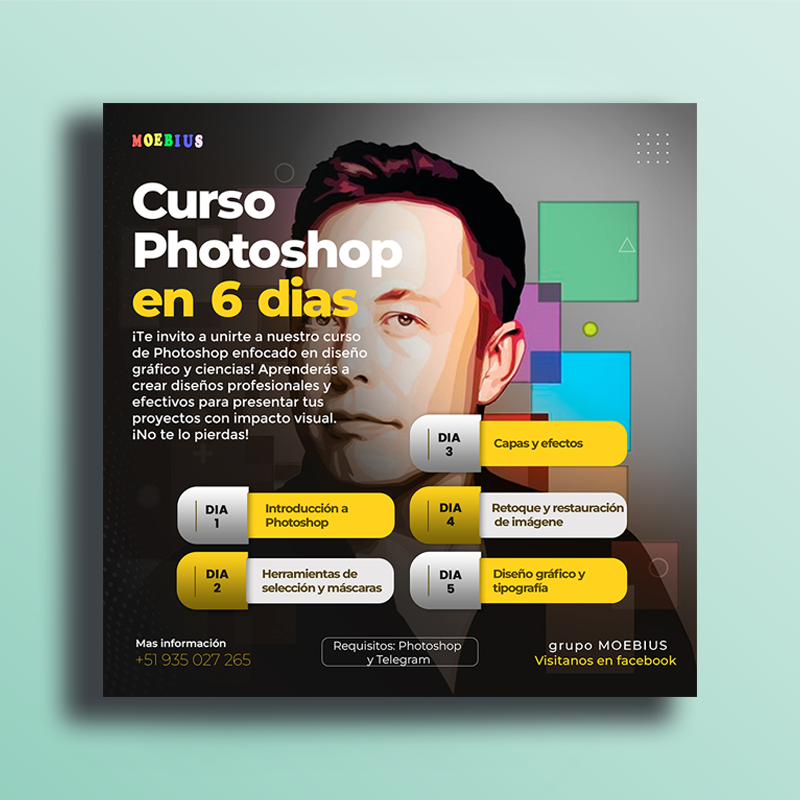 MOEBIUS
Curso
Photoshop
en 6 dias
¡Te invito a unirte a nuestro curso
de Photoshop enfocado en diseño
gráfico y ciencias! Aprenderás a
crear diseños profesionales y
efectivos para presentar tus
proyectos con impacto visual.
¡No te lo pierdas!
DIA
1
Introducción a
Photoshop
DIA
2
Herramientas de
selección y máscaras
DIA
3
Capas y efectos
DIA
4
Retoque y restauración
de imágene
DIA
5
Diseño gráfico y
tipografía
Mas información
+51 935 027 265
Requisitos: Photoshop
y Telegram
grupo MOEBIUS
Visitanos en facebook